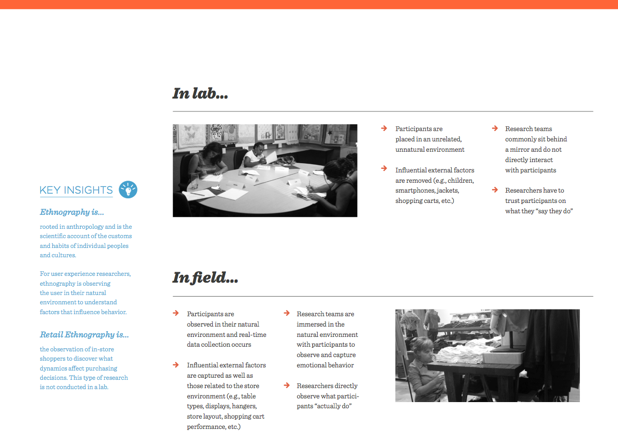 In lab...
Participants are
placed in an unrelated,
unnatural environment
Influential external factors
are removed (e.g., children,
smartphones, jackets,
shopping carts, etc.)
Research teams
commonly sit behind
a mirror and do not
directly interact
with participants
Researchers have to
trust participants on
what they “say they do”
KEY INSIGHTS
Ethnography is...
rooted in anthropology and is the
scientific account of the customs
and habits of individual peoples
and cultures.
For user experience researchers,
ethnography is observing
the user in their natural
environment to understand
factors that influence behavior.
Retail Ethnography is...
the observation of in-store
shoppers to discover what
dynamics affect purchasing
decisions. This type of research
is not conducted in a lab.
In field...
Participants are
observed in their natural
environment and real-time
data collection occurs
Influential external factors
are captured as well as
those related to the store
environment (e.g., table
types, displays, hangers,
store layout, shopping cart
performance, etc.)
Research teams are
immersed in the
natural environment
with participants to
observe and capture
emotional behavior
Researchers directly
observe what partici-
pants “actually do”